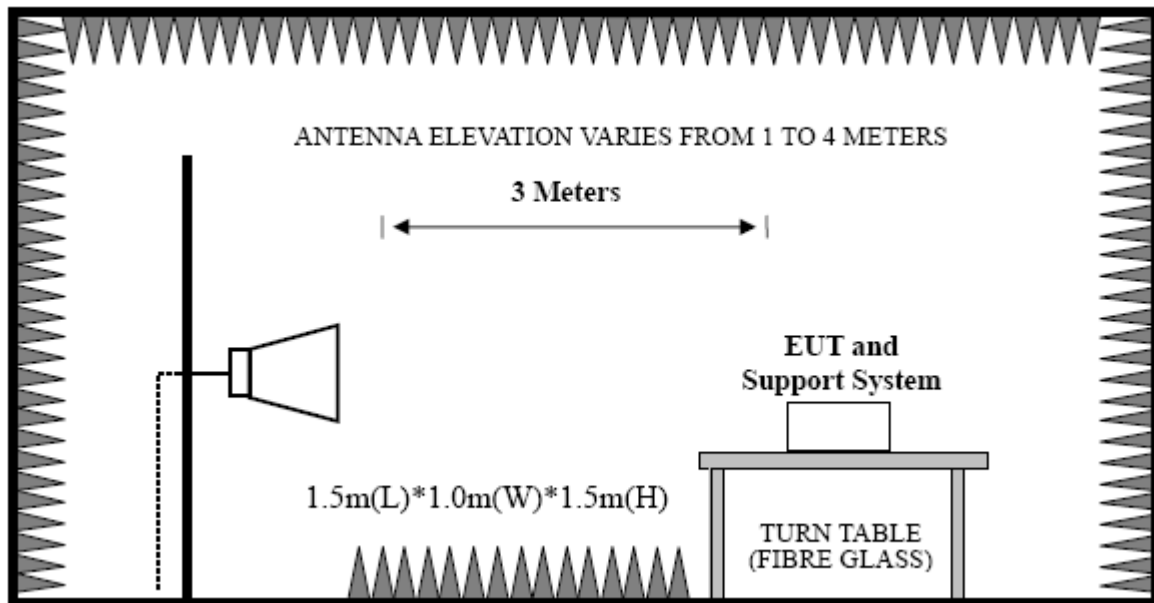 ANTENNA ELEVATION VARIES FROM 1 TO 4 METERS
3 Meters
EUT and
Support System
1.5m(L)*1.0m(W)*1.5m(H)
TURN TABLE
(FIBRE GLASS)